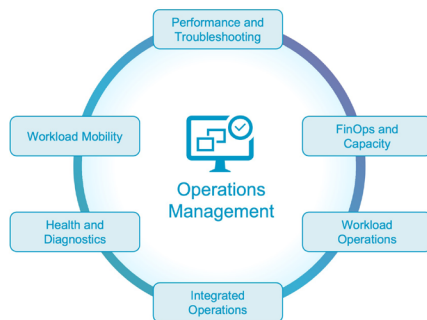 Performance and
Troubleshooting
Workload Mobility
FinOps and
Capacity
Operations
Management
Health and
Diagnostics
Workload
Operations
Integrated
Operations